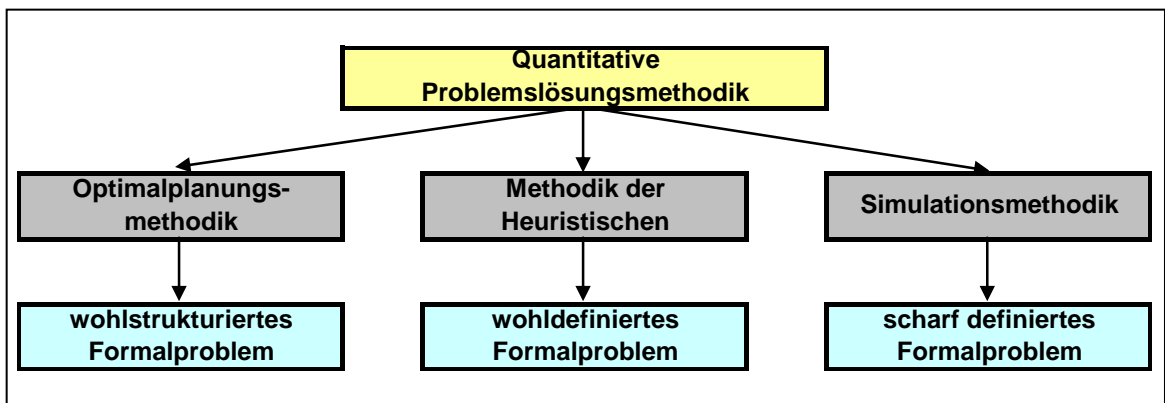 Quantitative
Problemslösungsmethodik
Optimalplanungs-
methodik
Methodik der
Heuristischen
Simulationsmethodik
wohlstrukturiertes
Formalproblem
wohldefiniertes
Formalproblem
scharf definiertes
Formalproblem